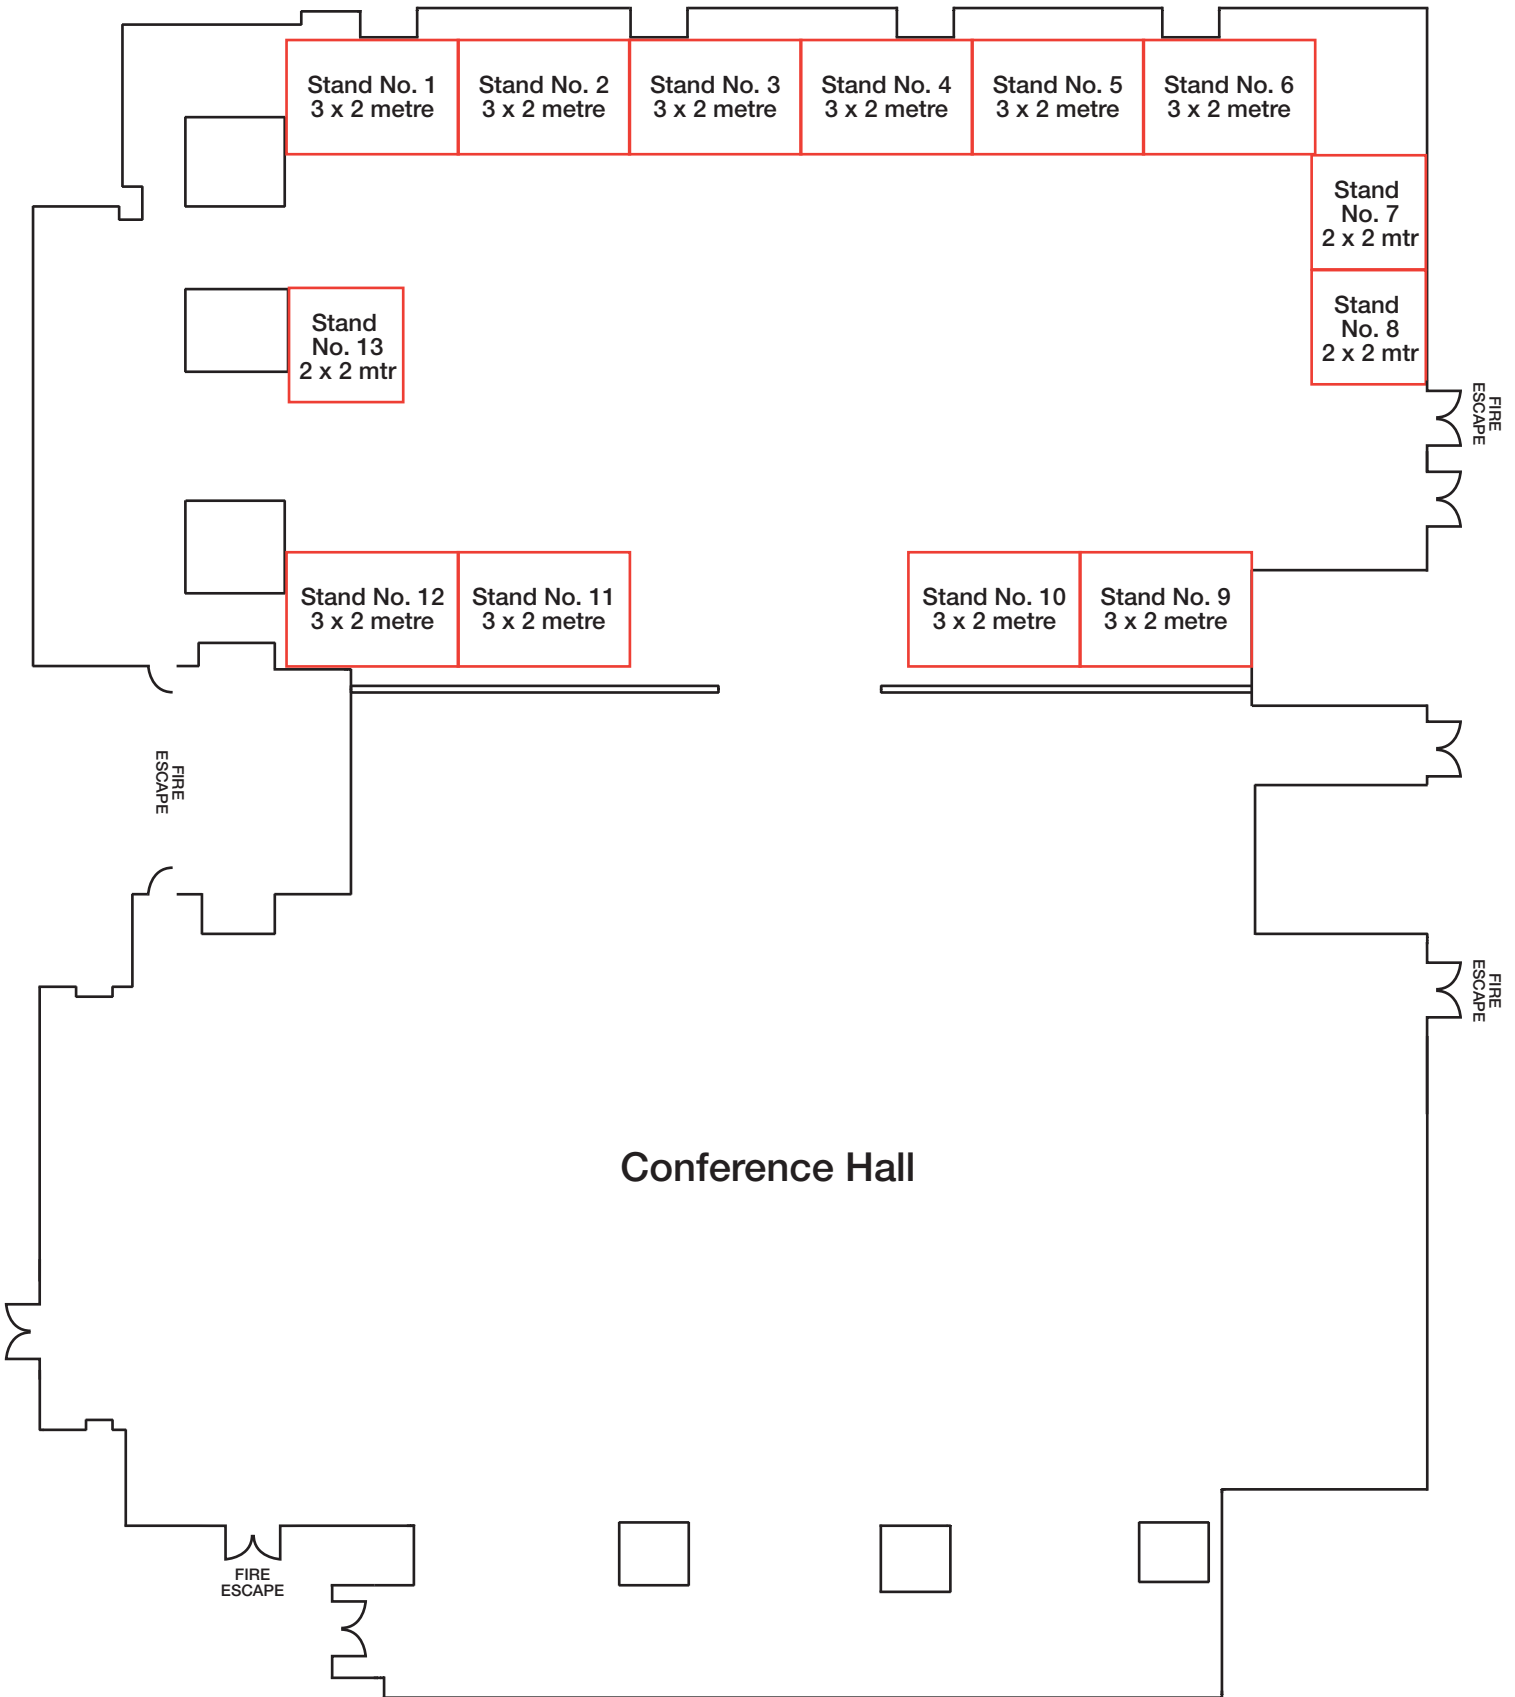 Stand No. 1
3 x 2 metre
Stand No. 2
3 x 2 metre
Stand No. 3
3 x 2 metre
Stand No. 4
3 x 2 metre
Stand No. 5
3 x 2 metre
Stand No. 6
3 x 2 metre
Stand
No. 7
2 x 2 mtr
Stand
No. 8
2 x 2 mtr
Stand
No. 13
2 x 2 mtr
FIRE
ESCAPE
Stand No. 12
3 x 2 metre
Stand No. 11
3 x 2 metre
Stand No. 10
3 x 2 metre
Stand No. 9
3 x 2 metre
FIRE
ESCAPE
FIRE
ESCAPE
Conference Hall
FIRE
ESCAPE